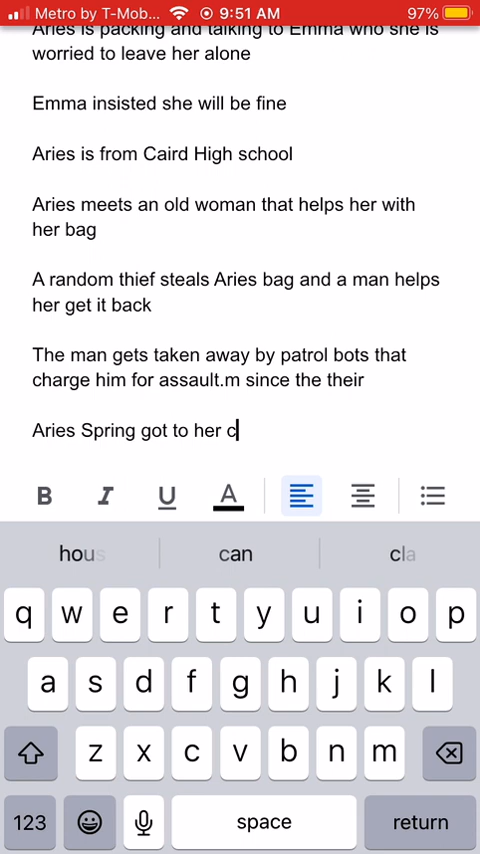 Metro by T-Mob... 9:51 AM 97%
Aries is packing and talking to Emma who she is
worried to leave her alone
Emma insisted she will be fine
Aries is from Caird High school
Aries meets an old woman that helps her with
her bag
A random thief steals Aries bag and a man helps
her get it back
The man gets taken away by patrol bots that
charge him for assault.m since the their
Aries Spring got to her c
B I U A
hous can cla
q w e r t y u i o p
a s d f g h j k l
z x c v b n m
123 space return